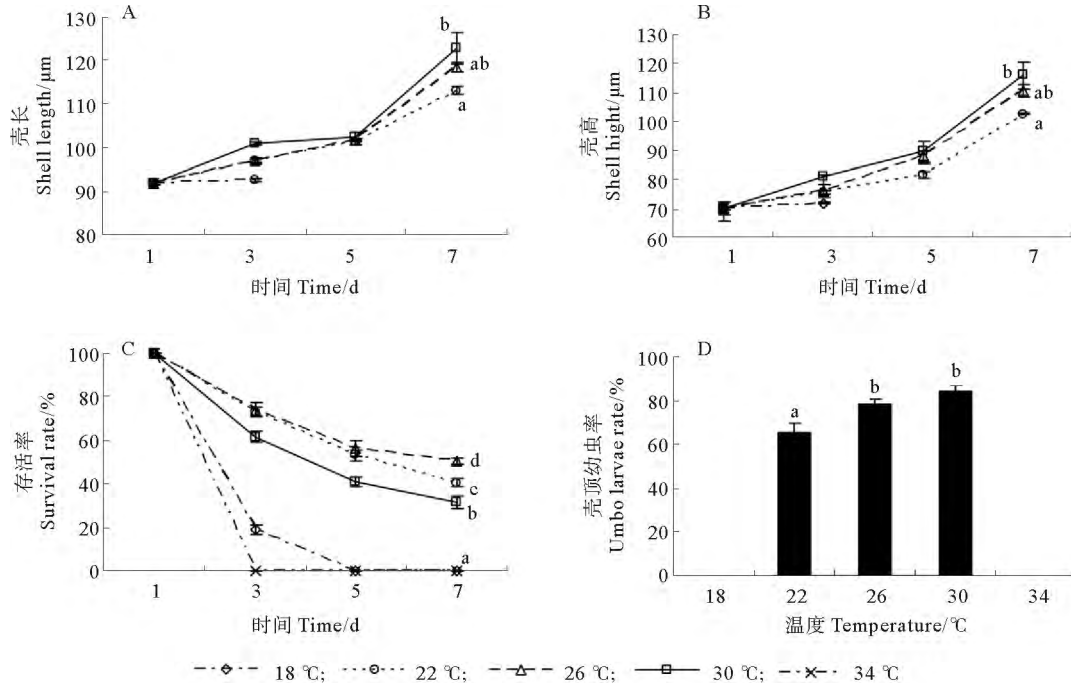 A
壳长
Shell length/μm
130
120
110
100
90
80
b
ab
a
1 3 5 7
时间 Time/d
B
壳高
Shell hight/μm
130
120
110
100
90
80
70
60
b
ab
a
1 3 5 7
时间 Time/d
C
存活率
Survival rate/%
100
80
60
40
20
0
d
c
b
a
1 3 5 7
时间 Time/d
D
壳顶幼虫率
Umbo larvae rate/%
100
80
60
40
20
0
a
b
b
18 22 26 30 34
温度 Temperature/℃
18 ℃; 22 ℃; 26 ℃; 30 ℃; 34 ℃